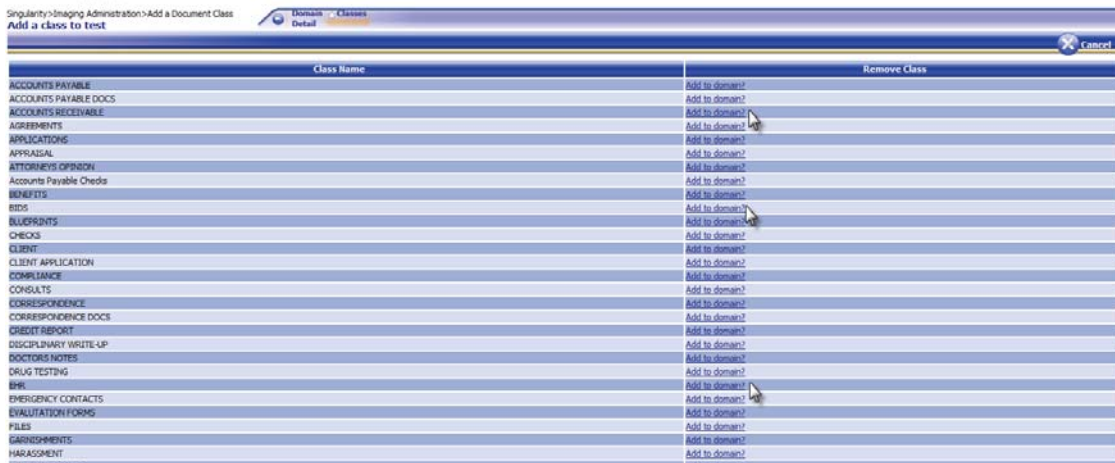 Singularity>Imaging Administration>Add a Document Class
Add a class to test
Domain Detail
Classes
Cancel
Class Name Remove Class
ACCOUNTS PAYABLE Add to domain?
ACCOUNTS PAYABLE DOCS Add to domain?
ACCOUNTS RECEIVABLE Add to domain?
AGREEMENTS Add to domain?
APPLICATIONS Add to domain?
APPRAISAL Add to domain?
ATTORNEYS OPINION Add to domain?
Accounts Payable Checks Add to domain?
BENEFITS Add to domain?
BIDS Add to domain?
BLUEPRINTS Add to domain?
CHECKS Add to domain?
CLIENT Add to domain?
CLIENT APPLICATION Add to domain?
COMPLIANCE Add to domain?
CONSULTS Add to domain?
CORRESPONDENCE Add to domain?
CORRESPONDENCE DOCS Add to domain?
CREDIT REPORT Add to domain?
DISCIPLINARY WRITE-UP Add to domain?
DOCTORS NOTES Add to domain?
DRUG TESTING Add to domain?
EHR Add to domain?
EMERGENCY CONTACTS Add to domain?
EVALUTATION FORMS Add to domain?
FILES Add to domain?
GARNISHMENTS Add to domain?
HARASSMENT Add to domain?